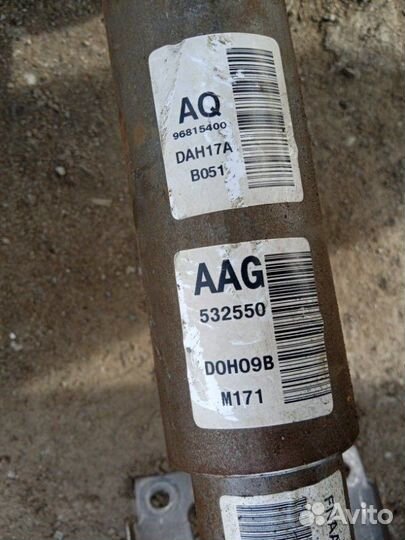 AQ
96815400
DAH17A
B051
AAG
532550
D0H09B
M171
Avito